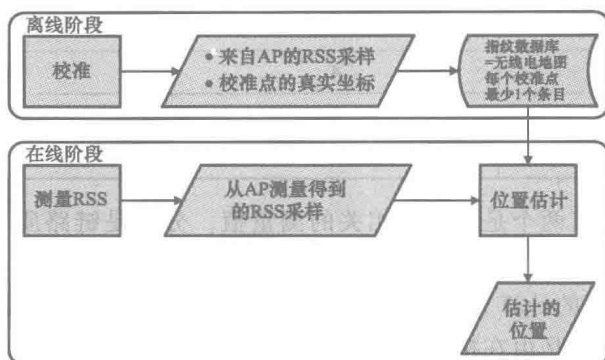 离线阶段
校准
• 来自AP的RSS采样
• 校准点的真实坐标
指纹数据库
=无线电地图
每个校准点
最少1个条目
在线阶段
测量RSS
从AP测量得到
的RSS采样
位置估计
估计的
位置